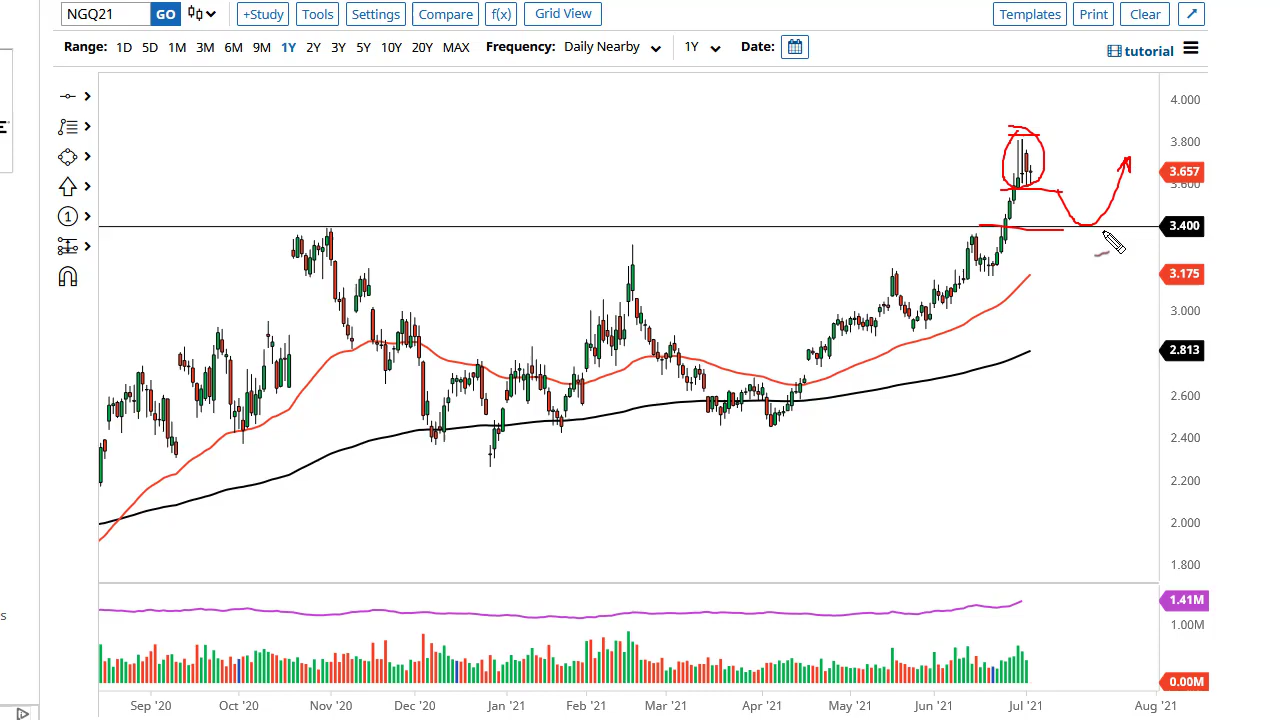 NGQ21 GO +Study Tools Settings Compare f(x) Grid View Templates Print Clear
Range: 1D 5D 1M 3M 6M 9M 1Y 2Y 3Y 5Y 10Y 20Y MAX Frequency: Daily Nearby 1Y Date: tutorial
4.000
3.800
3.657
3.600
3.400
3.175
3.000
2.813
2.600
2.400
2.200
2.000
1.800
1.41M
1.00M
0.00M
1
E
s
Sep '20 Oct '20 Nov '20 Dec '20 Jan '21 Feb '21 Mar '21 Apr '21 May '21 Jun '21 Jul '21 Aug '21